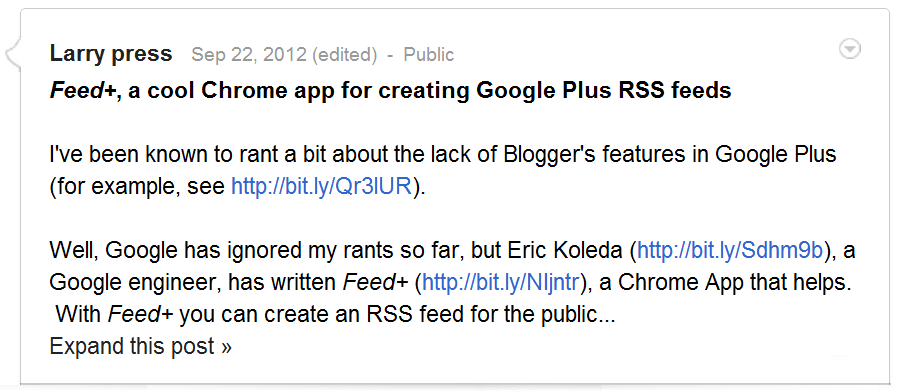 Larry press Sep 22, 2012 (edited) - Public
Feed+, a cool Chrome app for creating Google Plus RSS feeds
I've been known to rant a bit about the lack of Blogger's features in Google Plus
(for example, see http://bit.ly/Qr3lUR).
Well, Google has ignored my rants so far, but Eric Koleda (http://bit.ly/Sdhm9b), a
Google engineer, has written Feed+ (http://bit.ly/NIjntr), a Chrome App that helps.
With Feed+ you can create an RSS feed for the public...
Expand this post »